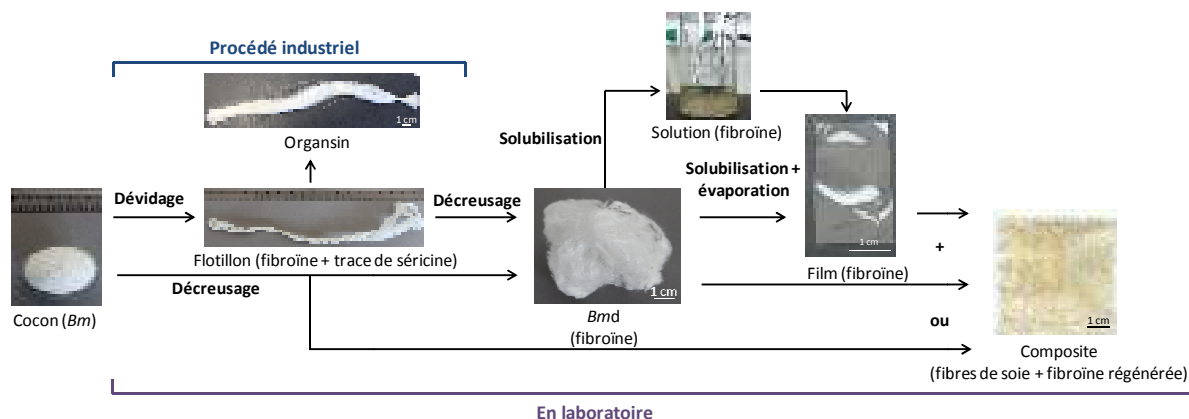 Procédé industriel
1 cm
Organsin
Solubilisation
Solution (fibroïne)
Dévidage
Décreusage
Solubilisation +
évaporation
1 cm
Flotillon (fibroïne + trace de séricine)
Décreusage
1 cm
Film (fibroïne)
+
Cocon (Bm)
Bmd
(fibroïne)
ou
1 cm
Composite
(fibres de soie + fibroïne régénérée)
En laboratoire